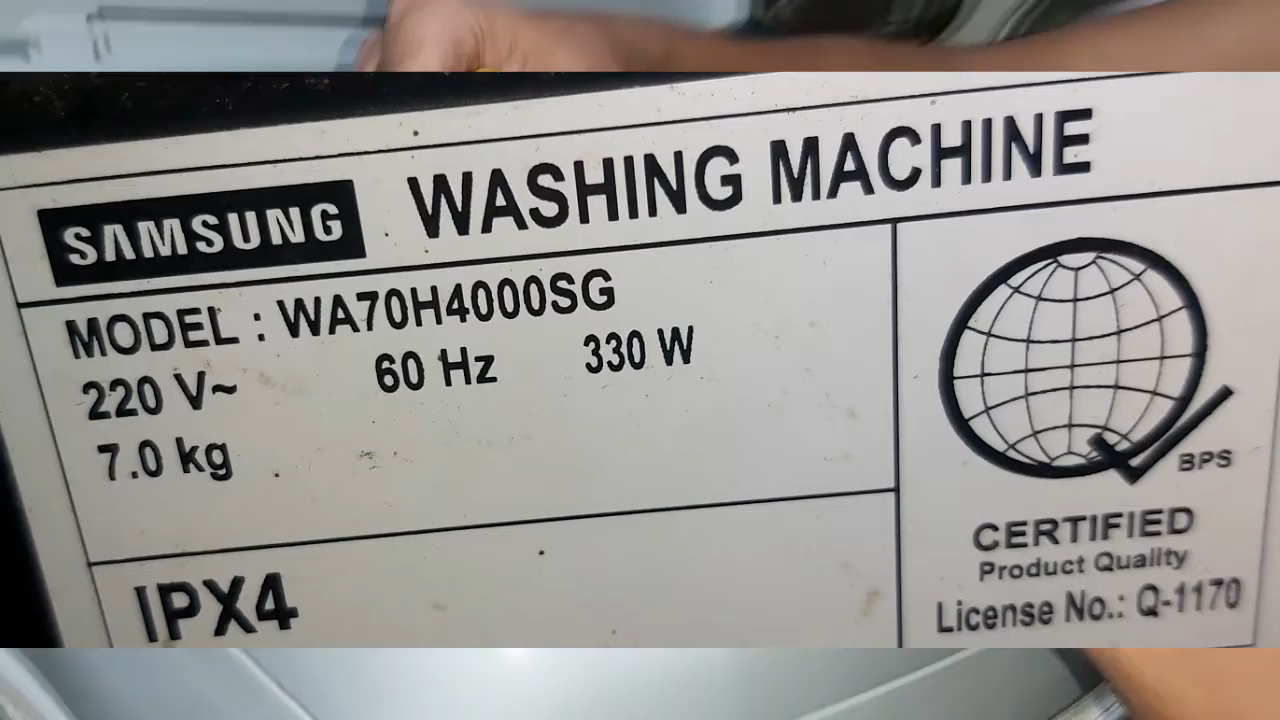 SAMSUNG WASHING MACHINE
MODEL : WA70H4000SG
220 V~ 60 Hz 330 W
7.0 kg
IPX4
BPS
CERTIFIED
Product Quality
License No.: Q-1170